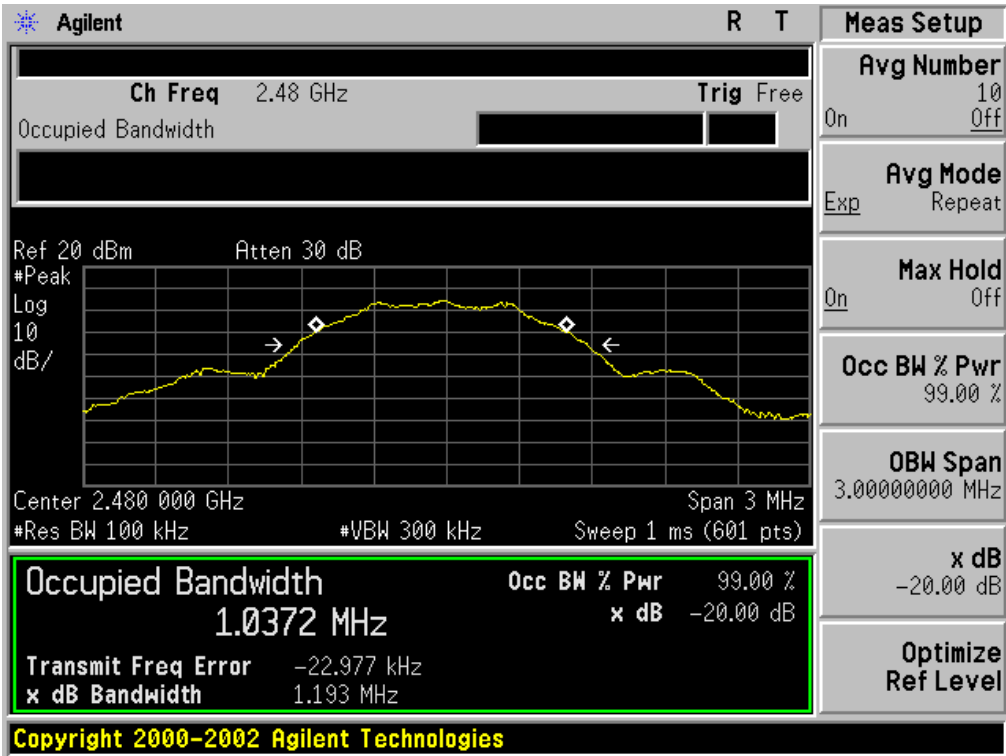 Agilent R T
Ch Freq 2.48 GHz Trig Free
Occupied Bandwidth
Ref 20 dBm Atten 30 dB
#Peak
Log
10
dB/
Center 2.480 000 GHz Span 3 MHz
#Res BW 100 kHz #VBW 300 kHz Sweep 1 ms (601 pts)
Occupied Bandwidth Occ BW % Pwr 99.00 %
1.0372 MHz x dB -20.00 dB
Transmit Freq Error -22.977 kHz
x dB Bandwidth 1.193 MHz
Copyright 2000-2002 Agilent Technologies
Meas Setup
Avg Number
10
On Off
Avg Mode
Exp Repeat
Max Hold
On Off
Occ BW % Pwr
99.00 %
OBW Span
3.00000000 MHz
x dB
-20.00 dB
Optimize
Ref Level